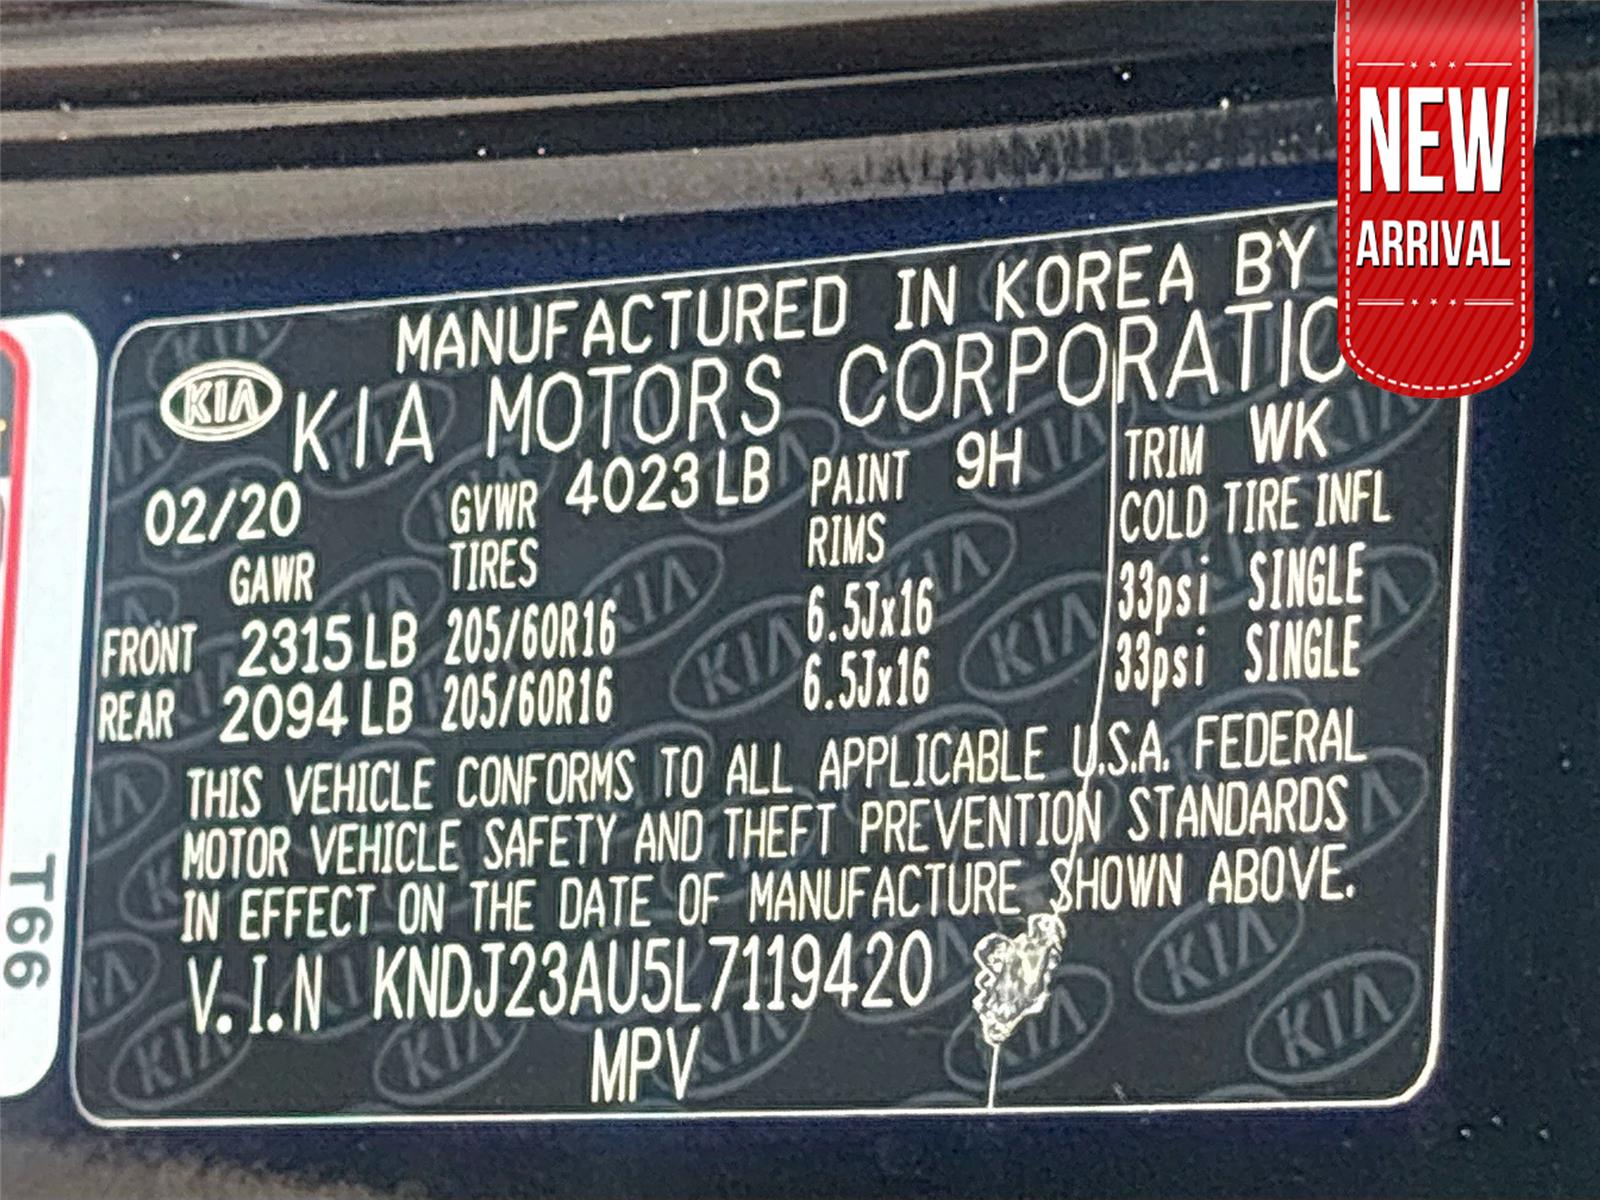 NEW
ARRIVAL
MANUFACTURED IN KOREA BY
KIA KIA MOTORS CORPORATIO
02/20 GVWR 4023 LB PAINT 9H TRIM WK
GAWR TIRES RIMS COLD TIRE INFL
FRONT 2315 LB 205/60R16 6.5Jx16 33psi SINGLE
REAR 2094 LB 205/60R16 6.5Jx16 33psi SINGLE
THIS VEHICLE CONFORMS TO ALL APPLICABLE U.S.A. FEDERAL
MOTOR VEHICLE SAFETY AND THEFT PREVENTION STANDARDS
IN EFFECT ON THE DATE OF MANUFACTURE SHOWN ABOVE.
V.I.N KNDJ23AU5L7119420
MPV
T66